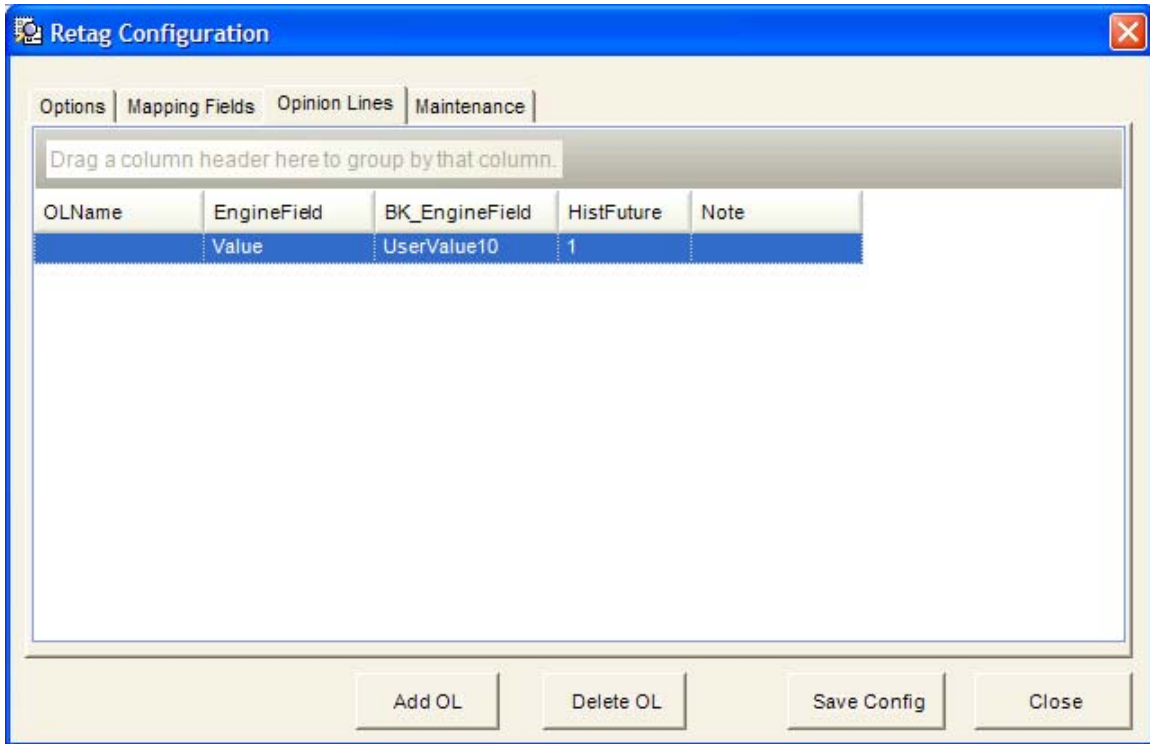 Retag Configuration
Options Mapping Fields Opinion Lines Maintenance
Drag a column header here to group by that column.
OLName EngineField BK_EngineField HistFuture Note
Value UserValue10 1
Add OL Delete OL Save Config Close